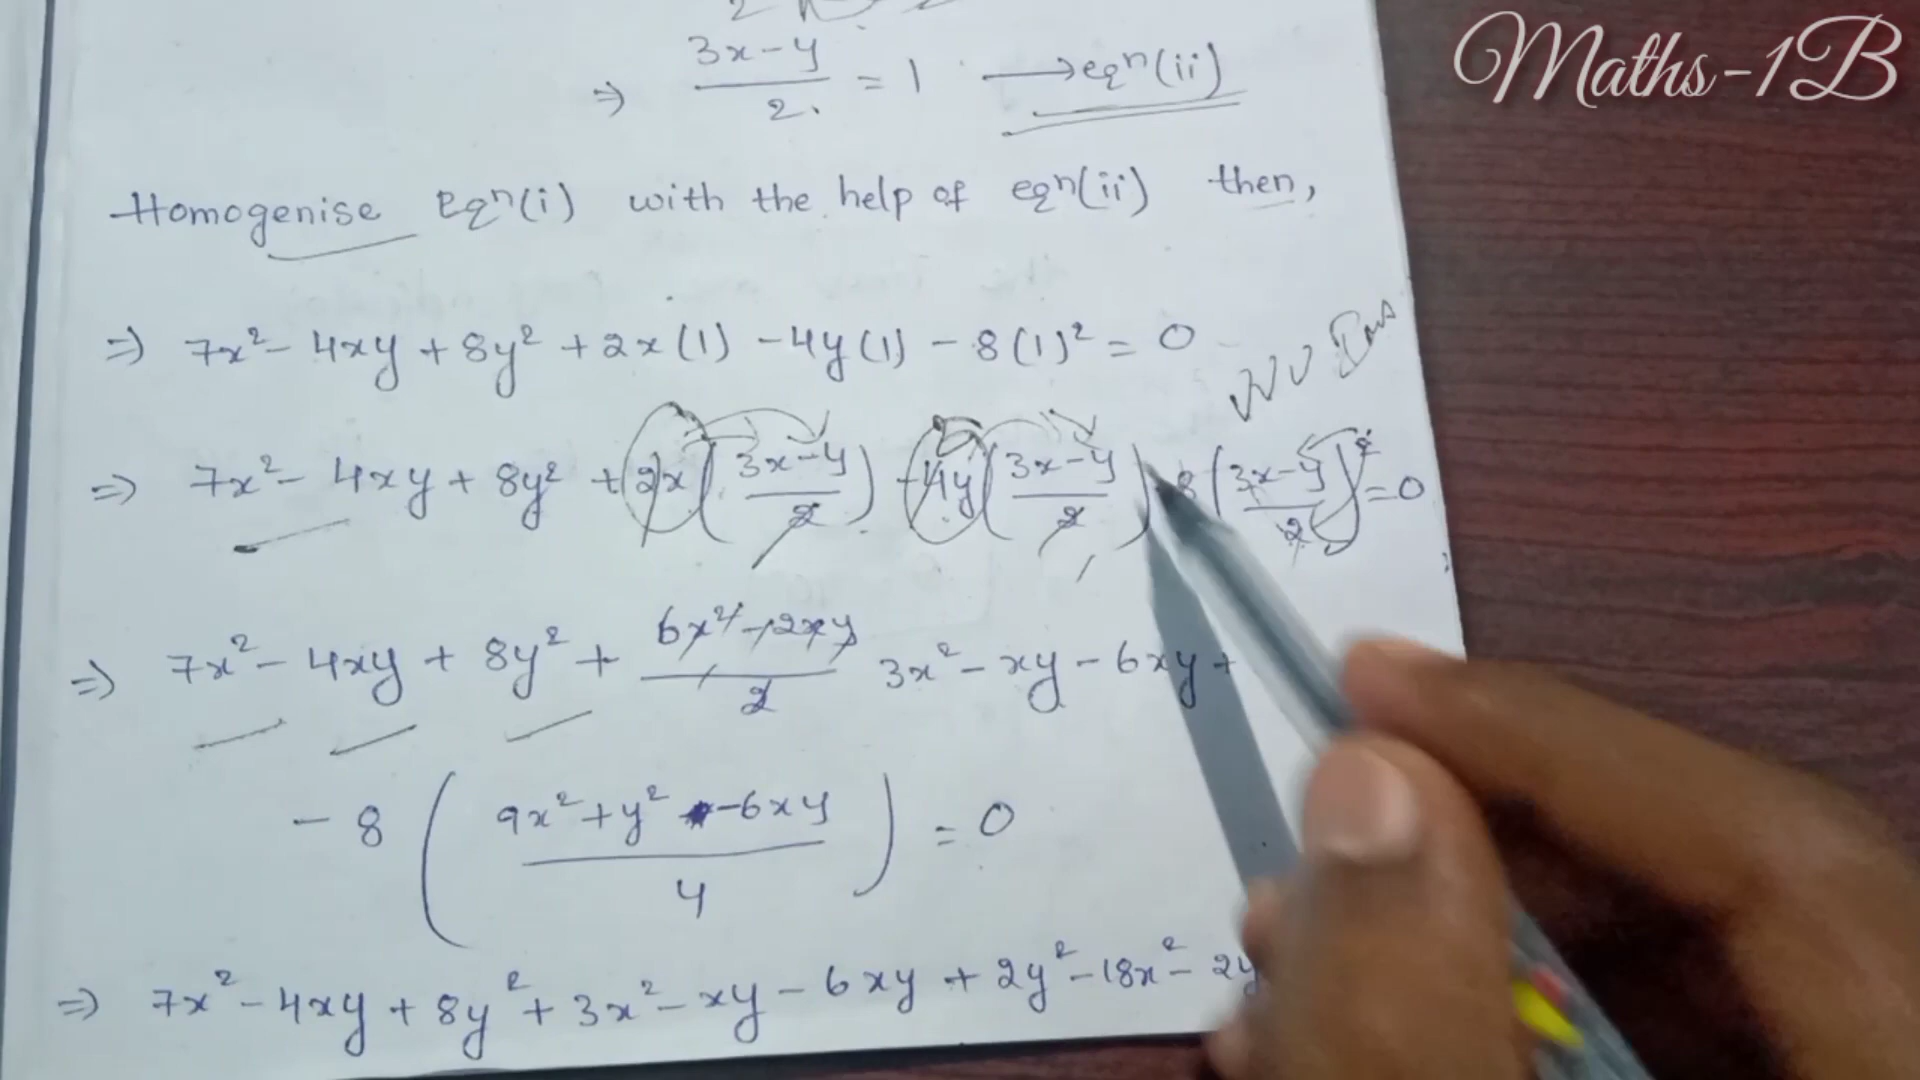 Maths-1B
⇒ 3x-y/2 = 1 → eqn(ii)
Homogenise Eqn(i) with the help of eqn(ii) then,
⇒ 7x² - 4xy + 8y² + 2x(1) - 4y(1) - 8(1)² = 0
⇒ 7x² - 4xy + 8y² + 2x(3x-y/2) - 4y(3x-y/2) - 8(3x-y/2)² = 0
⇒ 7x² - 4xy + 8y² + 6x²-2xy/2 3x² - xy - 6xy +
- 8 (9x² + y² - 6xy/4) = 0
⇒ 7x² - 4xy + 8y² + 3x² - xy - 6xy + 2y² - 18x² - 2y